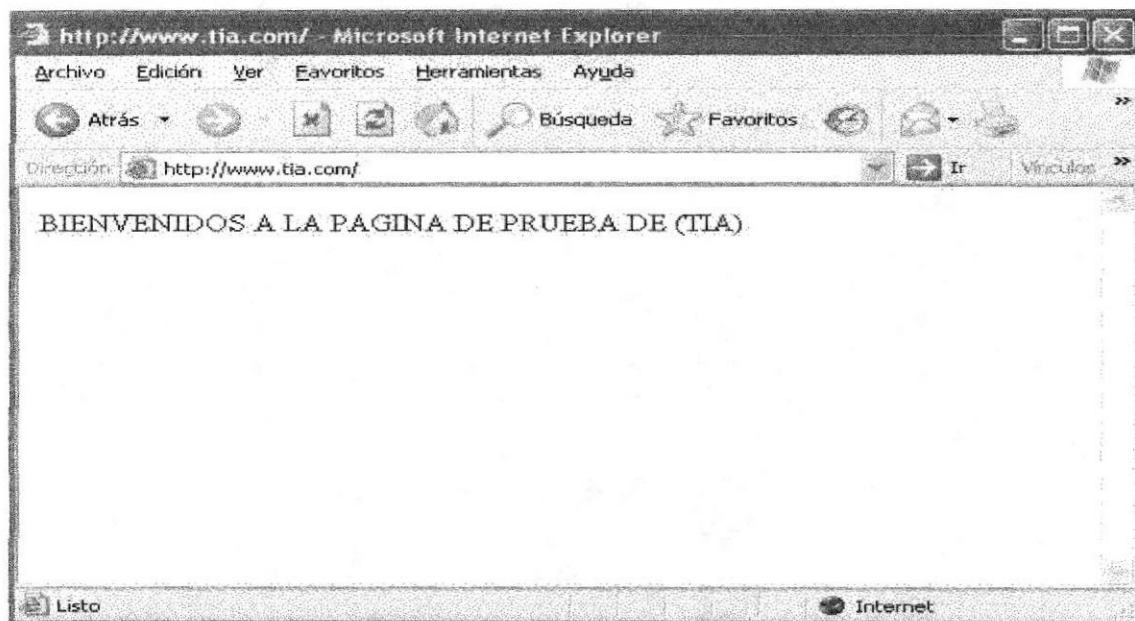 http://www.tia.com/ - Microsoft Internet Explorer
Archivo Edición Ver Favoritos Herramientas Ayuda
Atrás Búsqueda Favoritos »
Dirección http://www.tia.com/ Ir Vínculos »
BIENVENIDOS A LA PAGINA DE PRUEBA DE (TIA)
Listo Internet